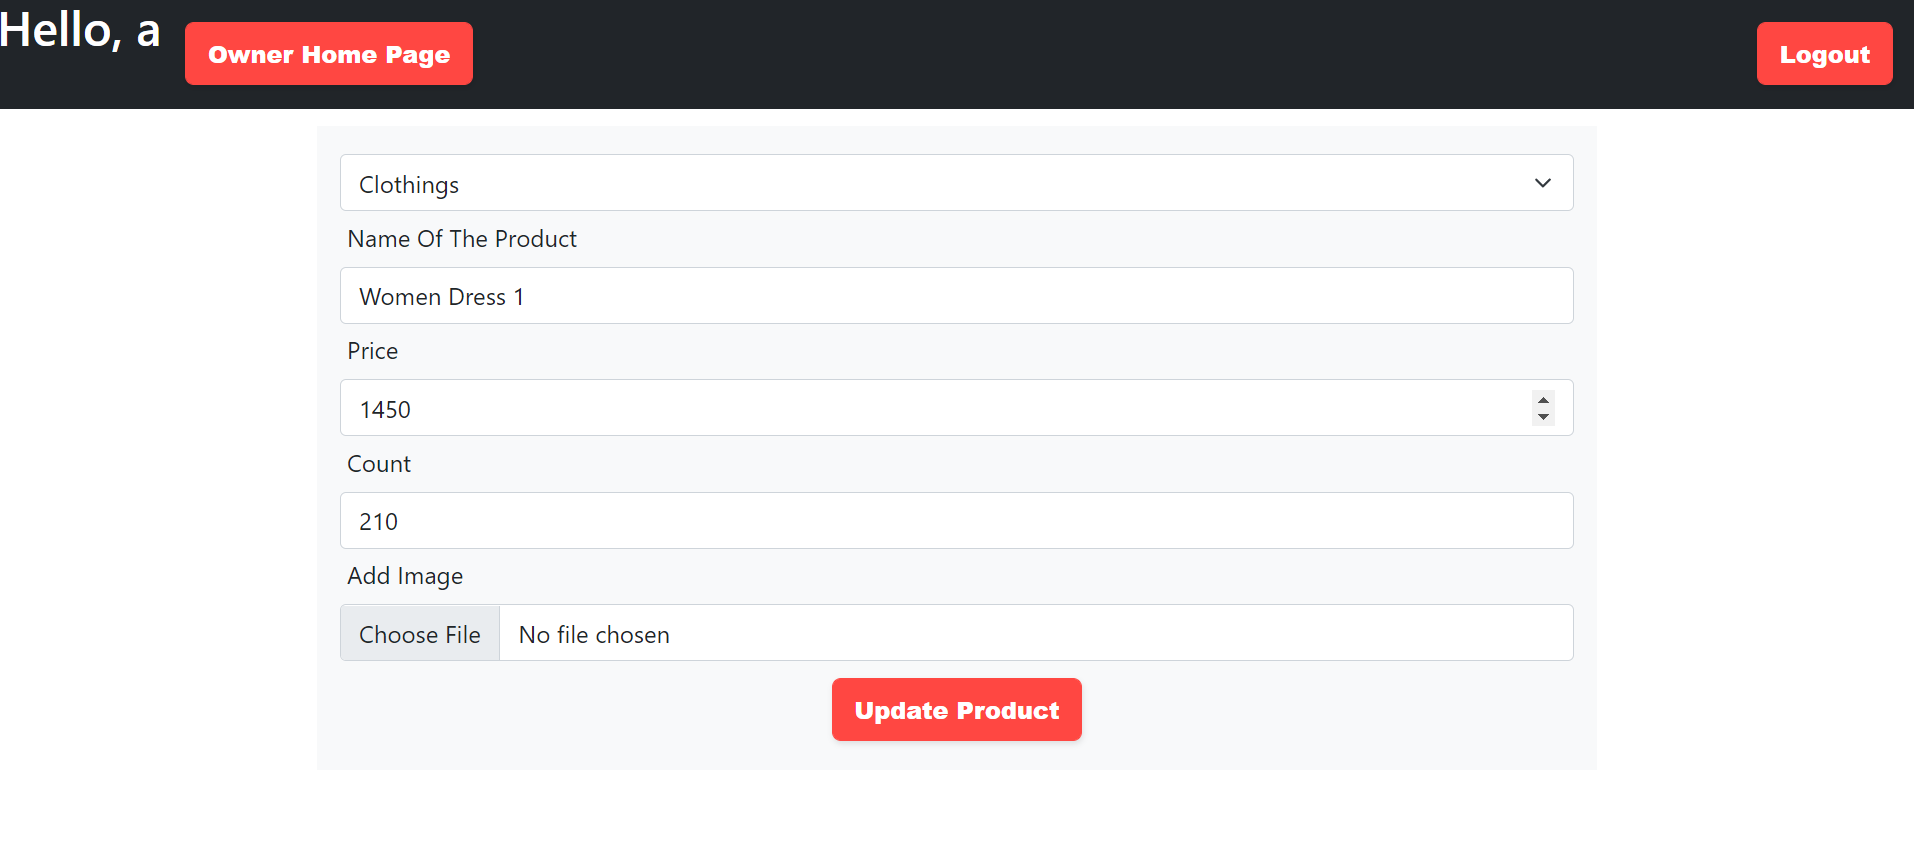 Hello, a
Owner Home Page
Logout
Clothings
Name Of The Product
Women Dress 1
Price
1450
Count
210
Add Image
Choose File No file chosen
Update Product